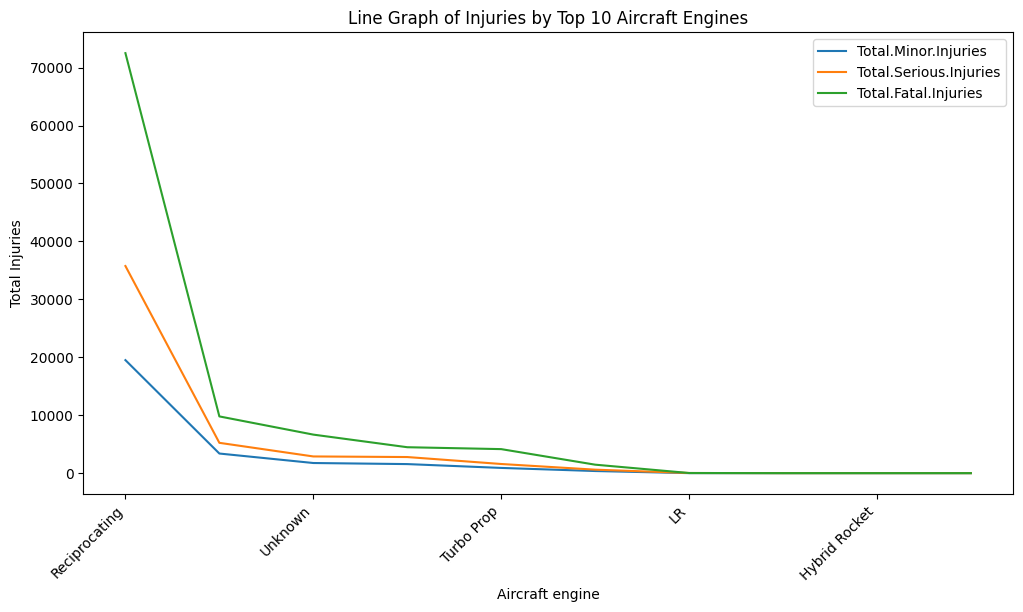 Line Graph of Injuries by Top 10 Aircraft Engines
Total.Minor.Injuries
Total.Serious.Injuries
Total.Fatal.Injuries
70000
60000
50000
40000
30000
20000
10000
0
Total Injuries
Reciprocating
Unknown
Turbo Prop
LR
Hybrid Rocket
Aircraft engine